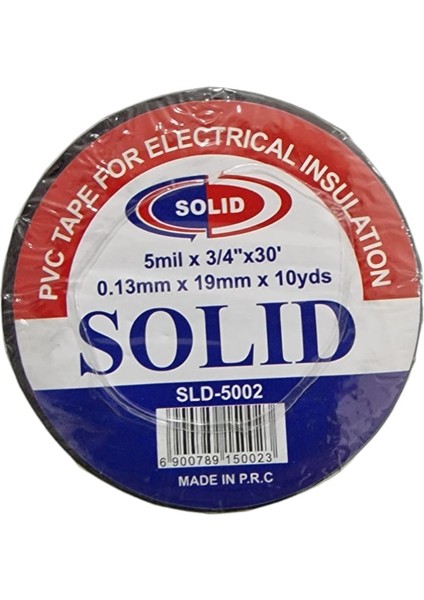 PVC TAPE FOR ELECTRICAL INSULATION
SOLID
5mil x 3/4"x30'
0.13mm x 19mm x 10yds
SOLID
SLD-5002
6 900789 150023
MADE IN P.R.C